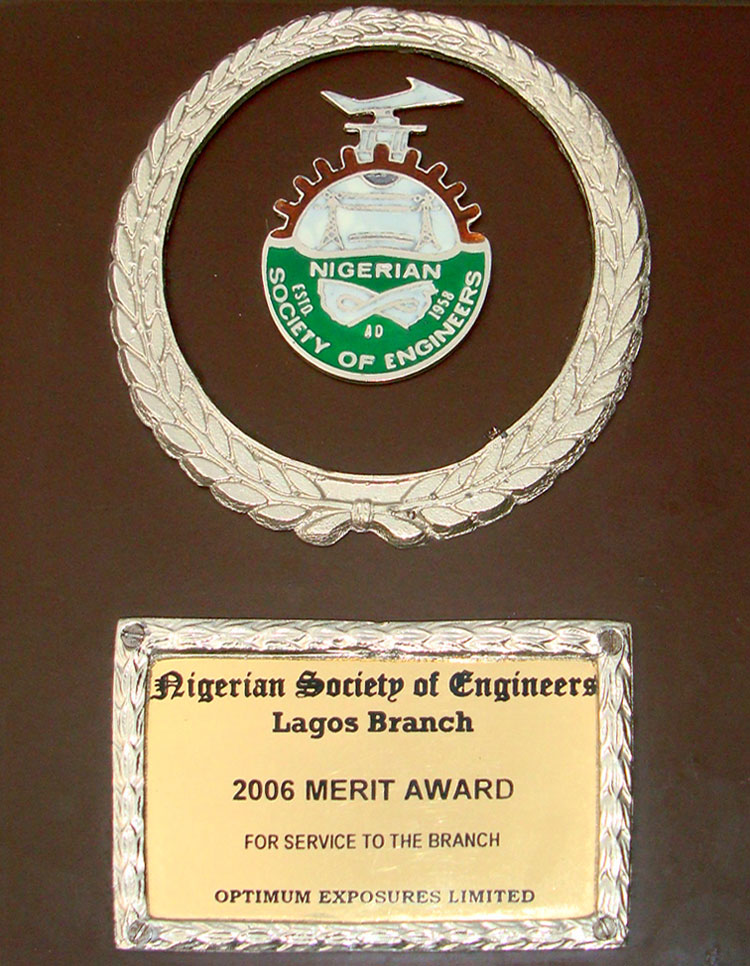 NIGERIAN
SOCIETY OF ENGINEERS
ESTD. AD 1958
Nigerian Society of Engineers
Lagos Branch
2006 MERIT AWARD
FOR SERVICE TO THE BRANCH
OPTIMUM EXPOSURES LIMITED